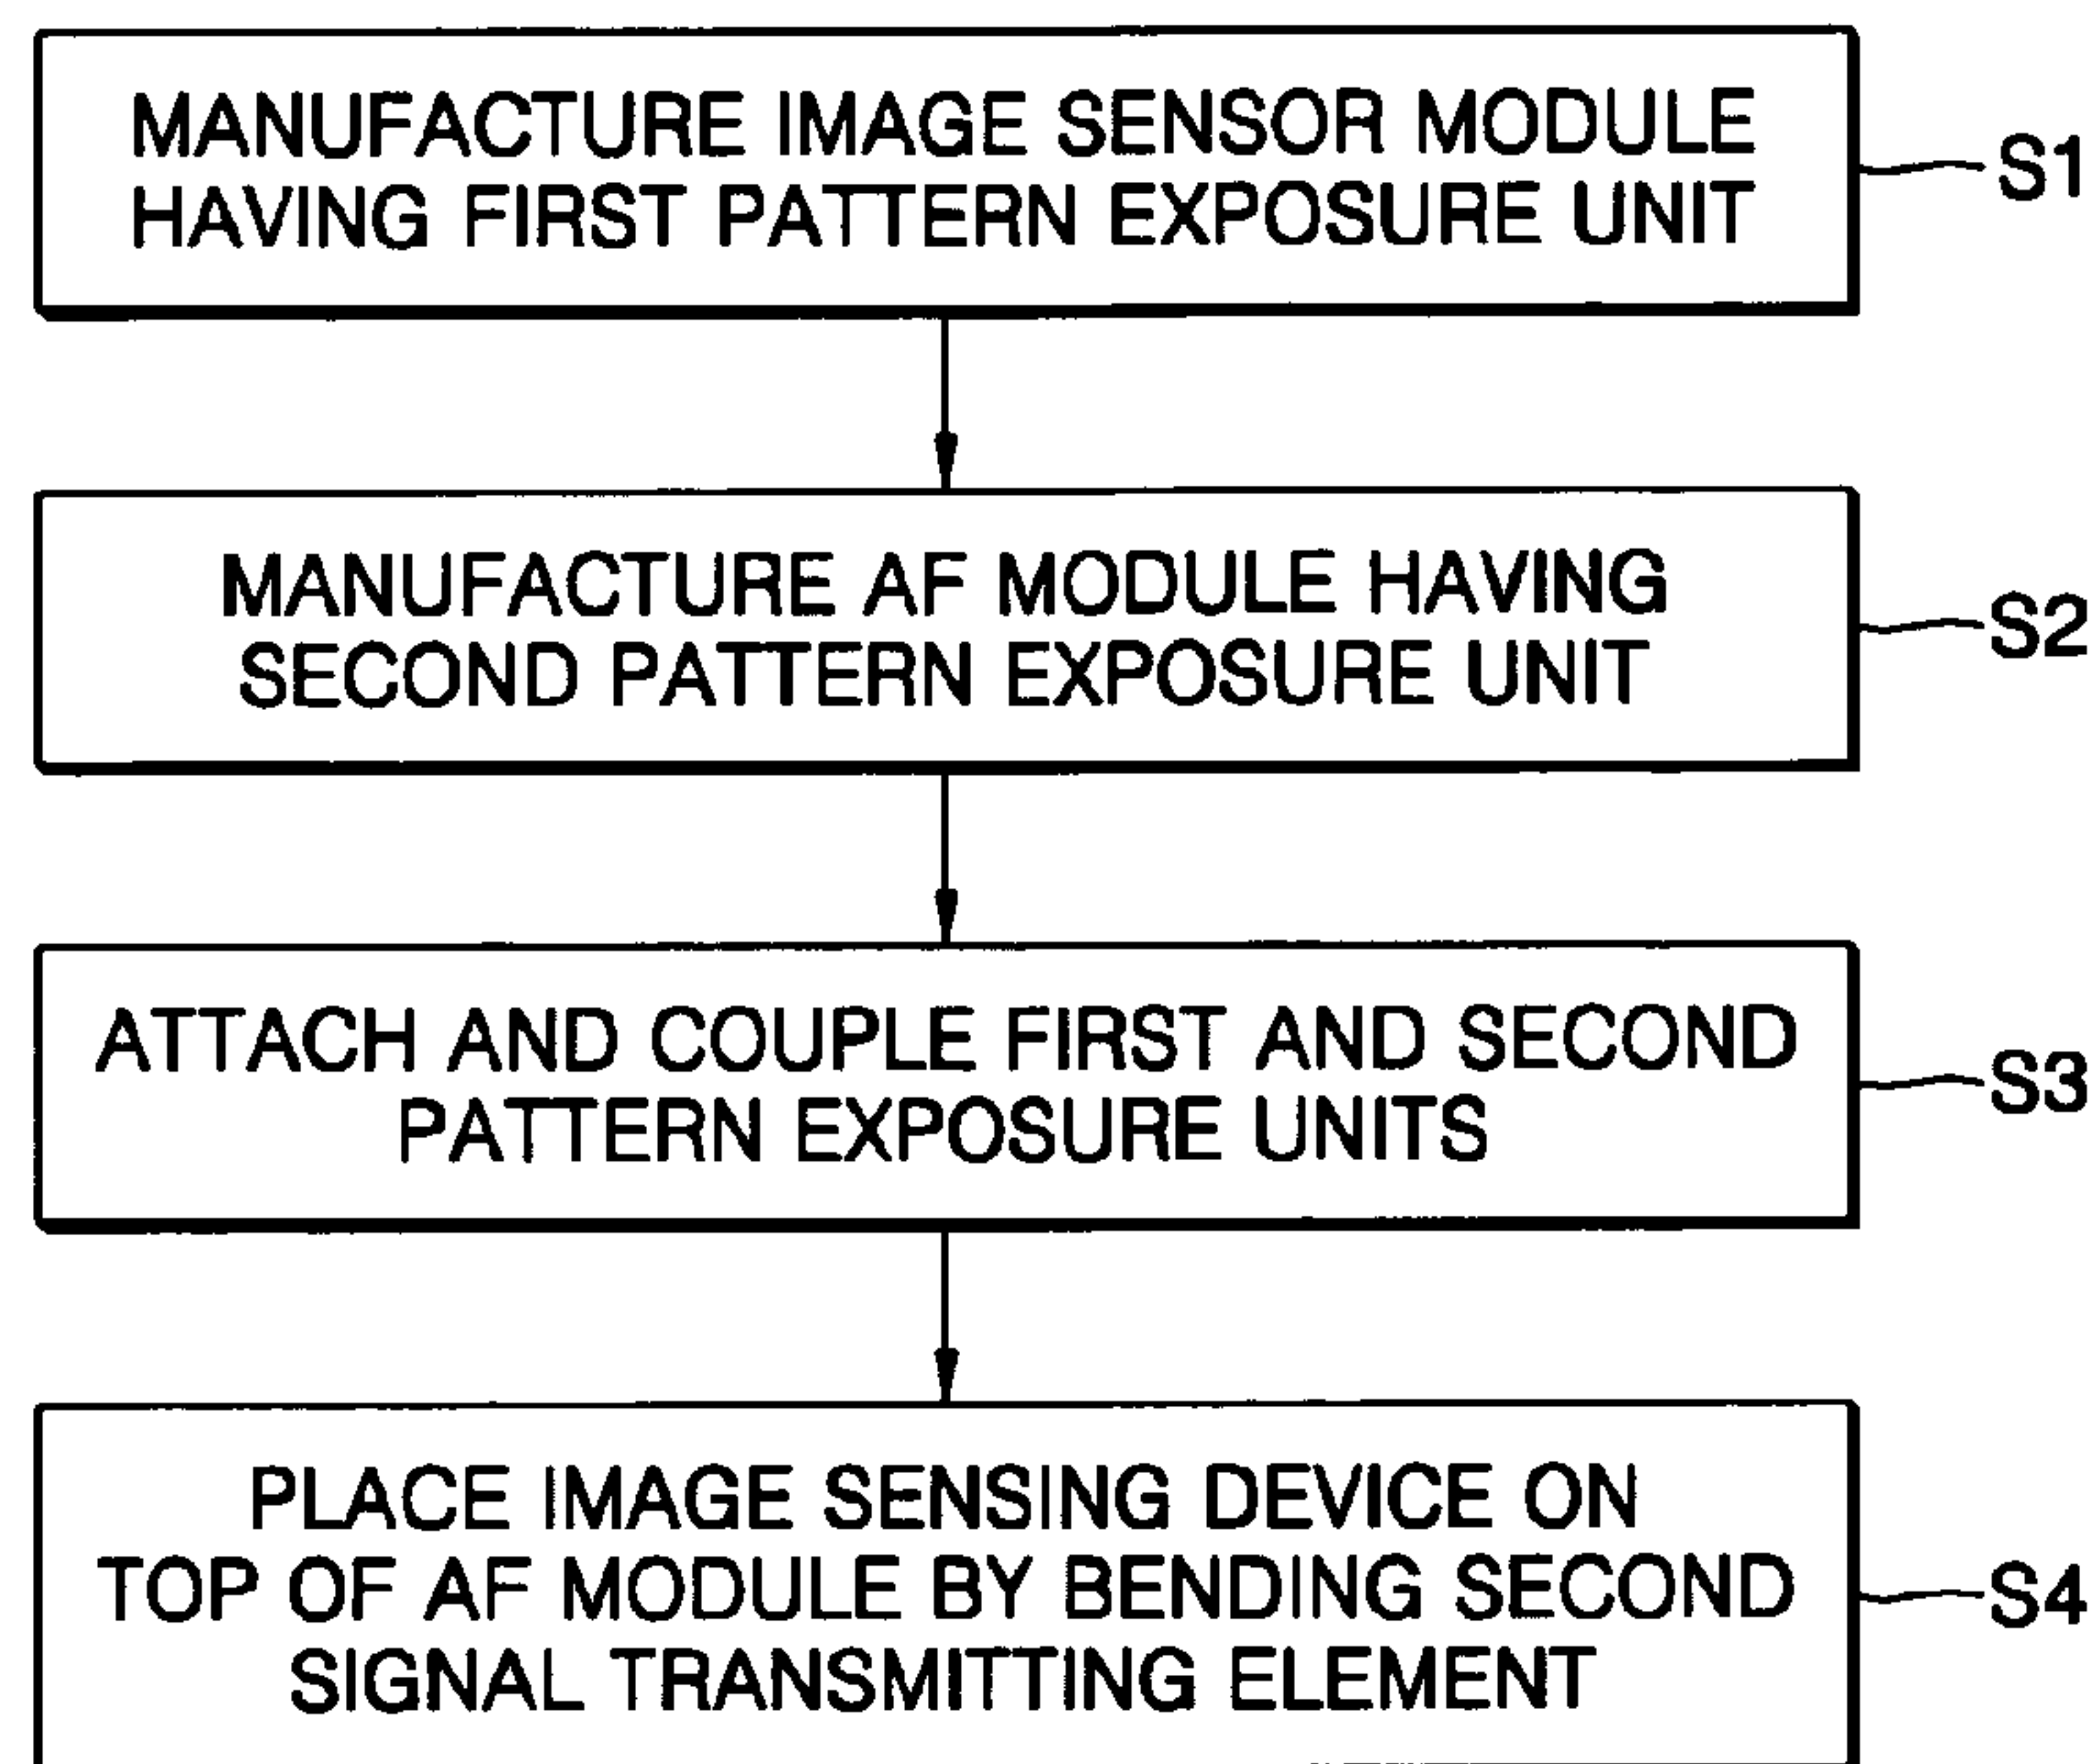 MANUFACTURE IMAGE SENSOR MODULE
HAVING FIRST PATTERN EXPOSURE UNIT
S1
MANUFACTURE AF MODULE HAVING
SECOND PATTERN EXPOSURE UNIT
S2
ATTACH AND COUPLE FIRST AND SECOND
PATTERN EXPOSURE UNITS
S3
PLACE IMAGE SENSING DEVICE ON
TOP OF AF MODULE BY BENDING SECOND
SIGNAL TRANSMITTING ELEMENT
S4